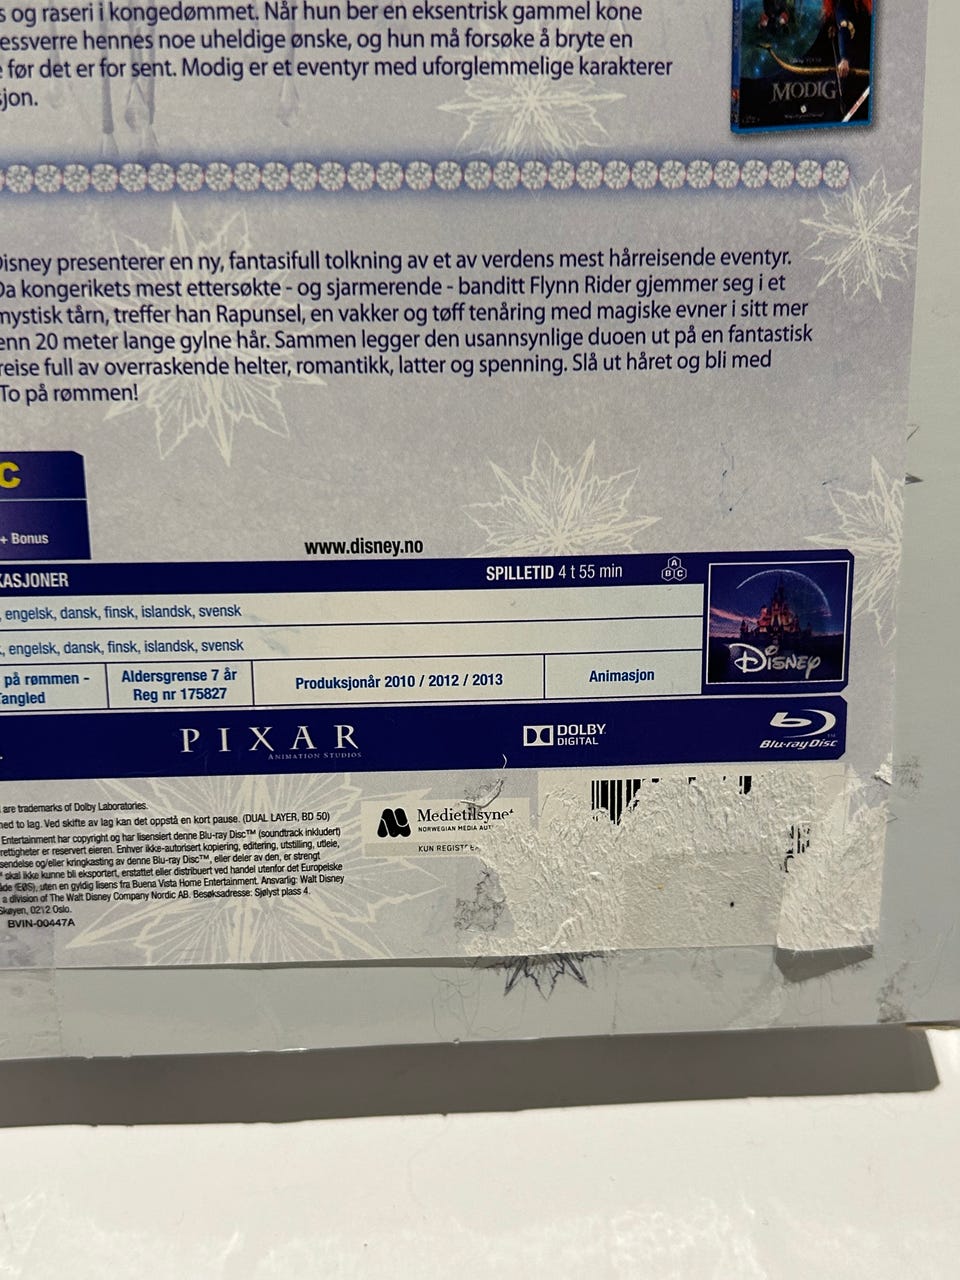 s og raseri i kongedømmet. Når hun ber en eksentrisk gammel kone
essverre hennes noe uheldige ønske, og hun må forsøke å bryte en
før det er for sent. Modig er et eventyr med uforglemmelige karakterer
sjon.
MODIG
Disney presenterer en ny, fantasifull tolkning av et av verdens mest hårreisende eventyr.
Da kongerikets mest ettersøkte - og sjarmerende - banditt Flynn Rider gjemmer seg i et
mystisk tårn, treffer han Rapunsel, en vakker og tøff tenåring med magiske evner i sitt mer
enn 20 meter lange gylne hår. Sammen legger den usannsynlige duoen ut på en fantastisk
reise full av overraskende helter, romantikk, latter og spenning. Slå ut håret og bli med
To på rømmen!
C
+ Bonus
www.disney.no
KASJONER
SPILLETID 4 t 55 min
A B C
, engelsk, dansk, finsk, islandsk, svensk
, engelsk, dansk, finsk, islandsk, svensk
på rømmen -
Tangled
Aldersgrense 7 år
Reg nr 175827
Produksjonår 2010 / 2012 / 2013
Animasjon
Disney
PIXAR
ANIMATION STUDIOS
DOLBY
DIGITAL
Blu-ray Disc
are trademarks of Dolby Laboratories.
med to lag. Ved skifte av lag kan det oppstå en kort pause. (DUAL LAYER, BD 50)
Entertainment har copyright og har lisensiert denne Blu-ray Disc™ (soundtrack inkludert)
rettigheter er reservert eieren. Enhver ikke-autorisert kopiering, editering, utstilling, utleie,
sendelse og/eller kringkasting av denne Blu-ray Disc™, eller deler av den, er strengt
skal ikke kunne bli eksportert, erstattet eller distribuert ved handel utenfor det Europeiske
åde (EØS), uten en gyldig lisens fra Buena Vista Home Entertainment. Ansvarlig: Walt Disney
a division of The Walt Disney Company Nordic AB. Besøksadresse: Sjølyst plass 4.
Skøyen, 0212 Oslo.
BVIN-00447A
Medietilsyne
NORWEGIAN MEDIA AUT
KUN REGISTRE